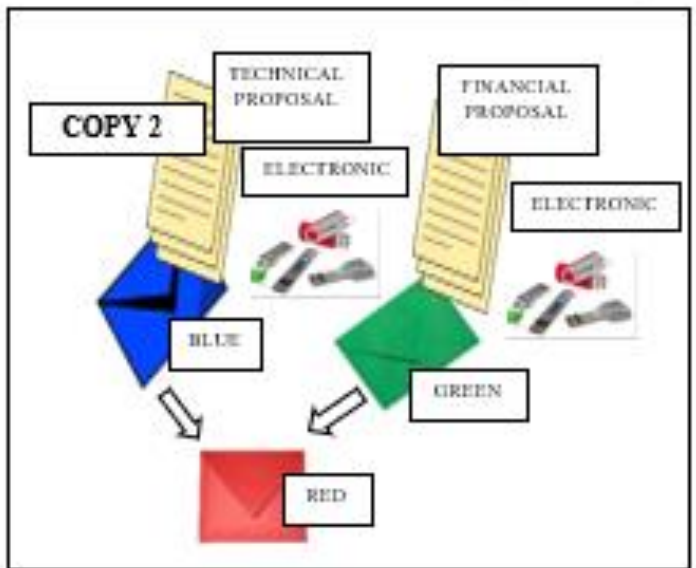 TECHNICAL
PROPOSAL
COPY 2
FINANCIAL
PROPOSAL
ELECTRONIC
ELECTRONIC
BLUE
GREEN
RED